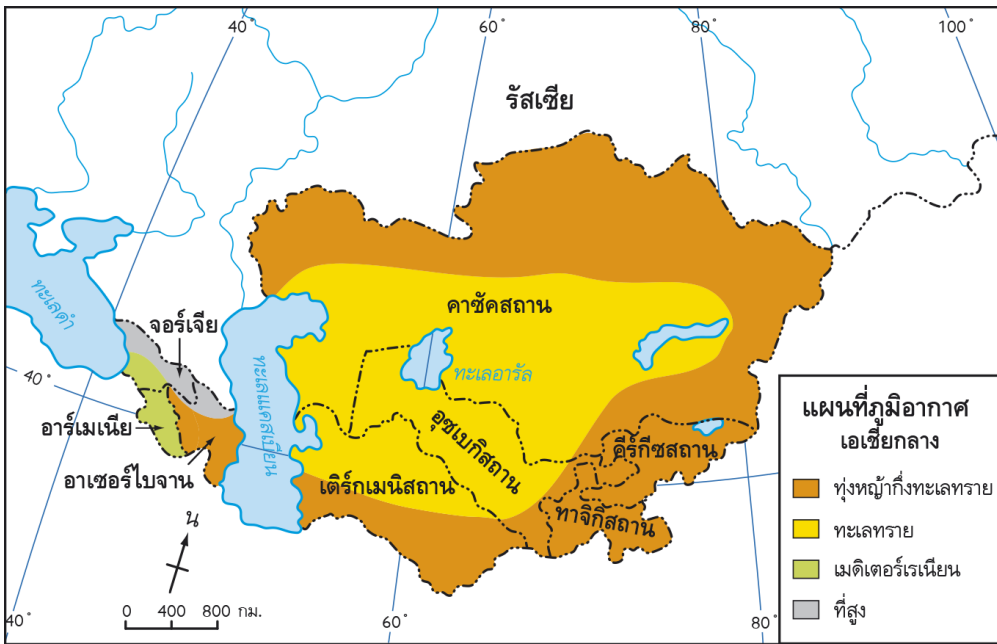 40°
60°
80°
100°
รัสเซีย
ทะเลดำ
คาซัคสถาน
จอร์เจีย
ทะเลแคสเปียน
ทะเลอารัล
40°
อาร์เมเนีย
อุซเบกิสถาน
คีร์กีซสถาน
อาเซอร์ไบจาน
เติร์กเมนิสถาน
ทาจิกิสถาน
น
0 400 800 กม.
40°
60°
80°
แผนที่ภูมิอากาศ
เอเชียกลาง
ทุ่งหญ้ากึ่งทะเลทราย
ทะเลทราย
เมดิเตอร์เรเนียน
ที่สูง